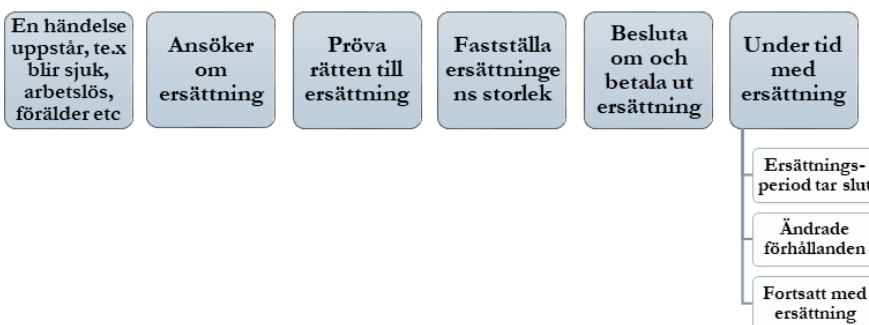 En händelse
uppstår, te.x
blir sjuk,
arbetslös,
förälder etc
Ansöker
om
ersättning
Pröva
rätten till
ersättning
Fastställa
ersättninge
ns storlek
Besluta
om och
betala ut
ersättning
Under tid
med
ersättning
Ersättnings-
period tar slut
Ändrade
förhållanden
Fortsatt med
ersättning